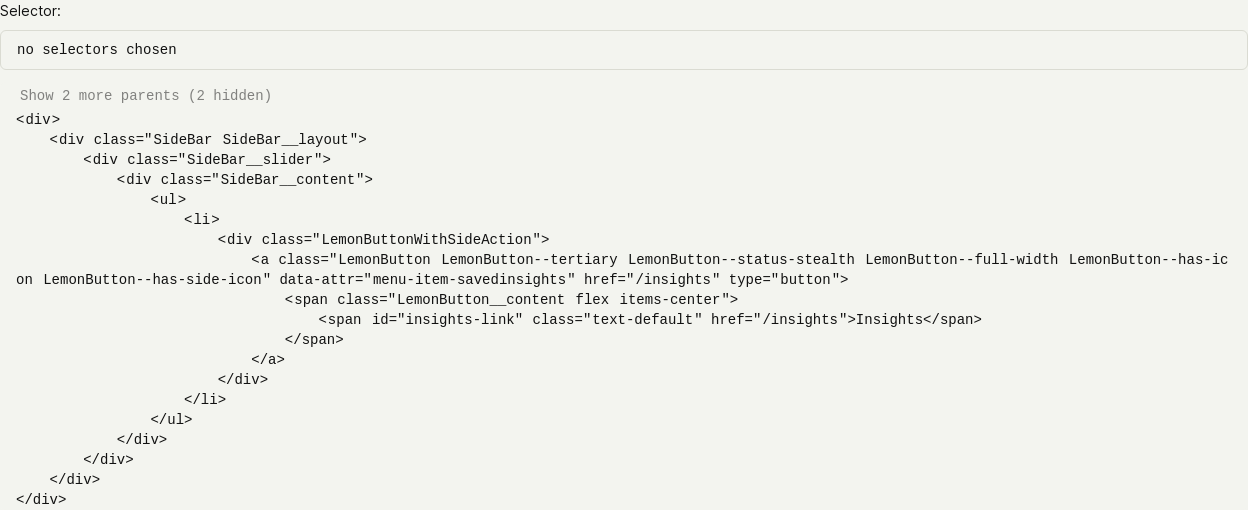 Selector:
no selectors chosen
Show 2 more parents (2 hidden)
<div>
<div class="SideBar SideBar__layout">
<div class="SideBar__slider">
<div class="SideBar__content">
<ul>
<li>
<div class="LemonButtonWithSideAction">
<a class="LemonButton LemonButton--tertiary LemonButton--status-stealth LemonButton--full-width LemonButton--has-ic
on LemonButton--has-side-icon" data-attr="menu-item-savedinsights" href="/insights" type="button">
<span class="LemonButton__content flex items-center">
<span id="insights-link" class="text-default" href="/insights">Insights</span>
</span>
</a>
</div>
</li>
</ul>
</div>
</div>
</div>
</div>